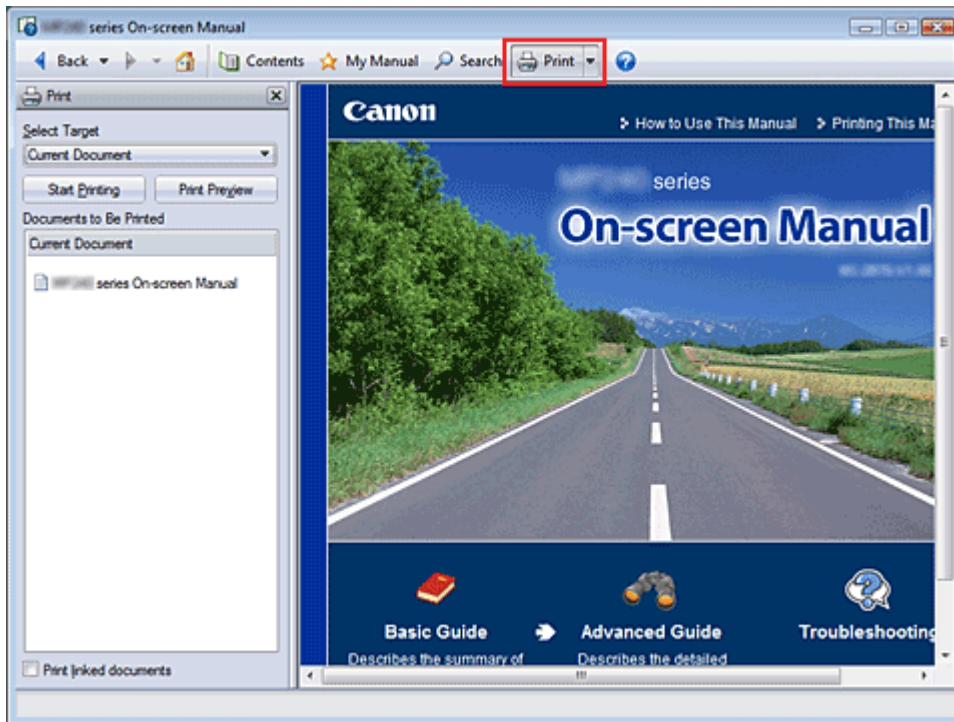 series On-screen Manual
Back Contents My Manual Search Print
Print
Select Target
Current Document
Start Printing Print Preview
Documents to Be Printed
Current Document
series On-screen Manual
Print linked documents
Canon
How to Use This Manual Printing This Ma
series
On-screen Manual
Basic Guide Advanced Guide Troubleshooting
Describes the summary of Describes the detailed